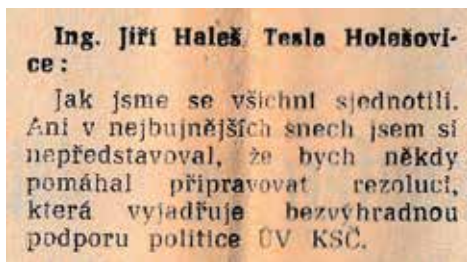 Ing. Jiří Haleš, Tesla Holešovi-
ce:
Jak jsme se všichni sjednotili.
Ani v nejbujnějších snech jsem si
nepředstavoval, že bych někdy
pomáhal připravovat rezoluci,
která vyjadřuje bezvýhradnou
podporu politice ÚV KSČ.